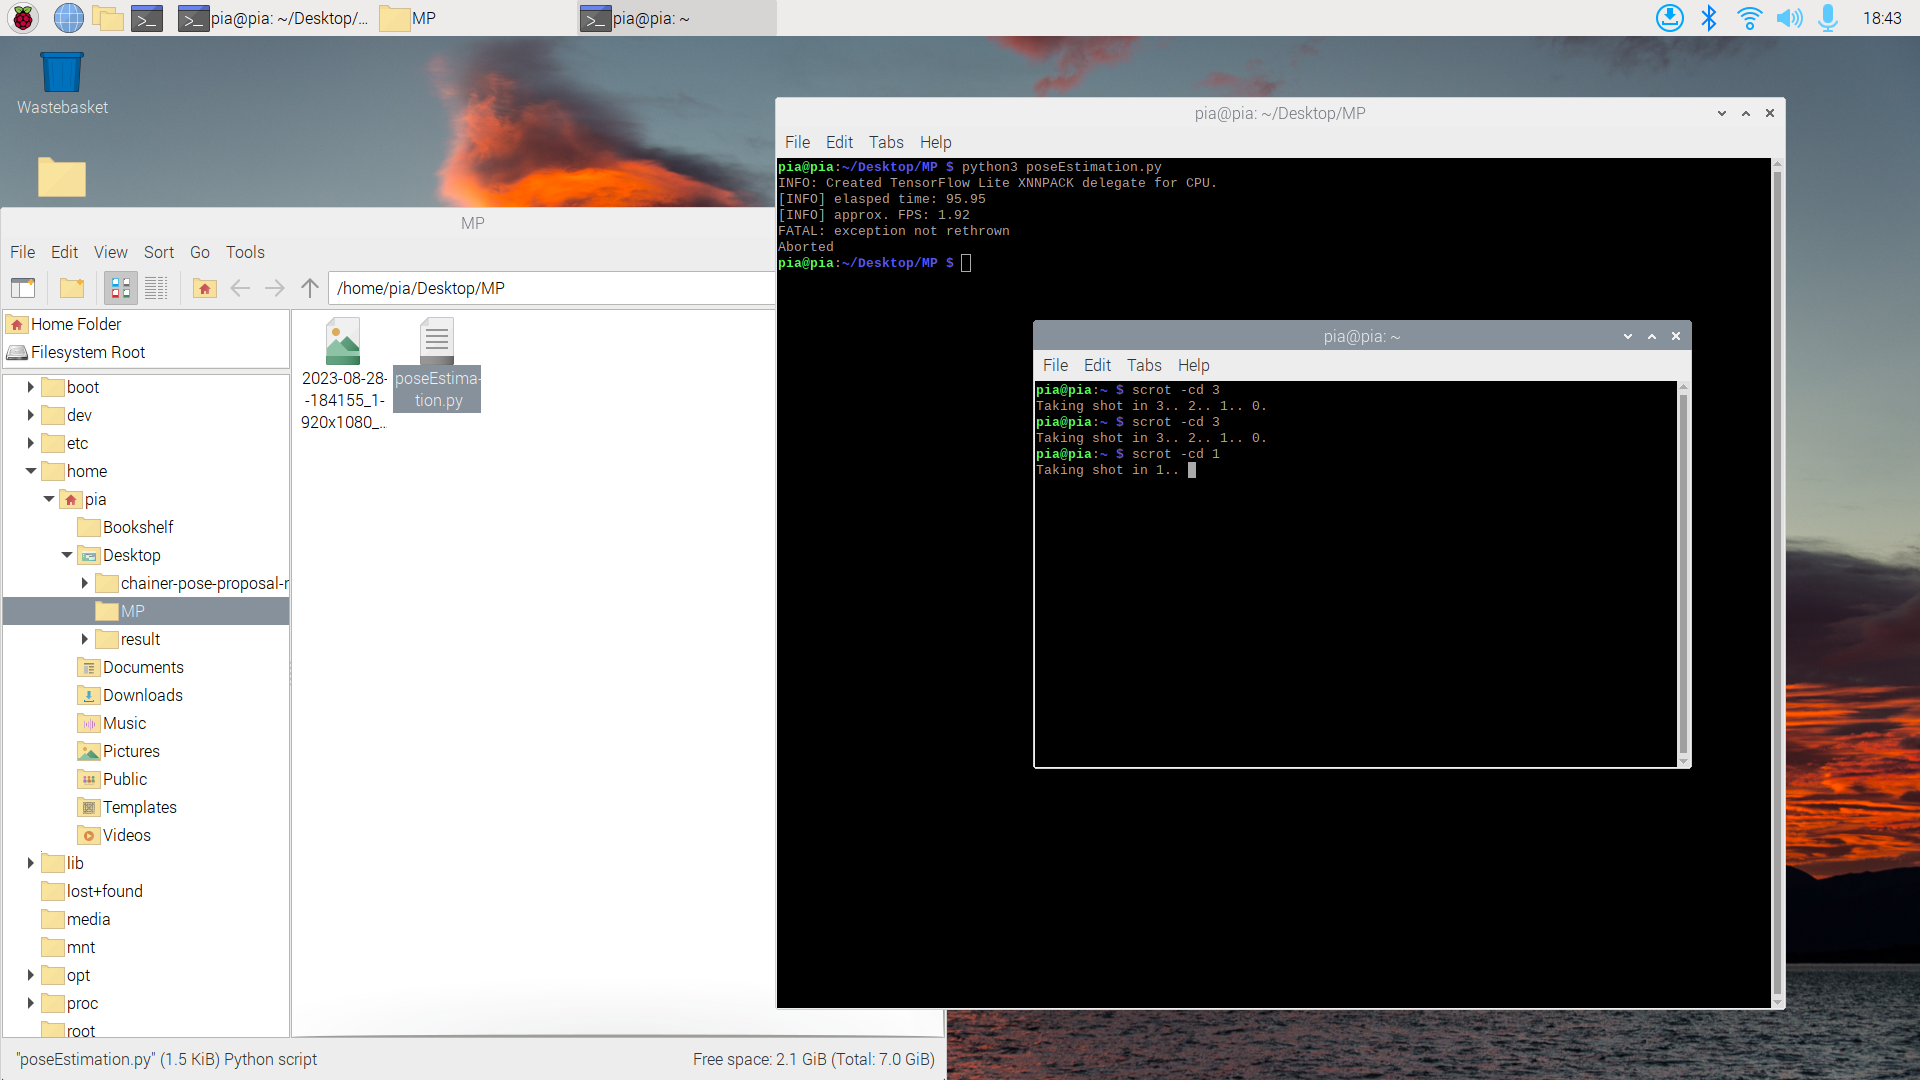 pia@pia: ~/Desktop/...
MP
pia@pia: ~
18:43
Wastebasket
MP
File Edit View Sort Go Tools
/home/pia/Desktop/MP
Home Folder
Filesystem Root
boot
dev
etc
home
pia
Bookshelf
Desktop
chainer-pose-proposal-r
MP
result
Documents
Downloads
Music
Pictures
Public
Templates
Videos
lib
lost+found
media
mnt
opt
proc
root
2023-08-28-
-184155_1-
920x1080_...
poseEstima-
tion.py
"poseEstimation.py" (1.5 KiB) Python script
Free space: 2.1 GiB (Total: 7.0 GiB)
pia@pia: ~/Desktop/MP
File Edit Tabs Help
pia@pia:~/Desktop/MP $ python3 poseEstimation.py
INFO: Created TensorFlow Lite XNNPACK delegate for CPU.
[INFO] elasped time: 95.95
[INFO] approx. FPS: 1.92
FATAL: exception not rethrown
Aborted
pia@pia:~/Desktop/MP $
pia@pia: ~
File Edit Tabs Help
pia@pia:~ $ scrot -cd 3
Taking shot in 3.. 2.. 1.. 0.
pia@pia:~ $ scrot -cd 3
Taking shot in 3.. 2.. 1.. 0.
pia@pia:~ $ scrot -cd 1
Taking shot in 1..